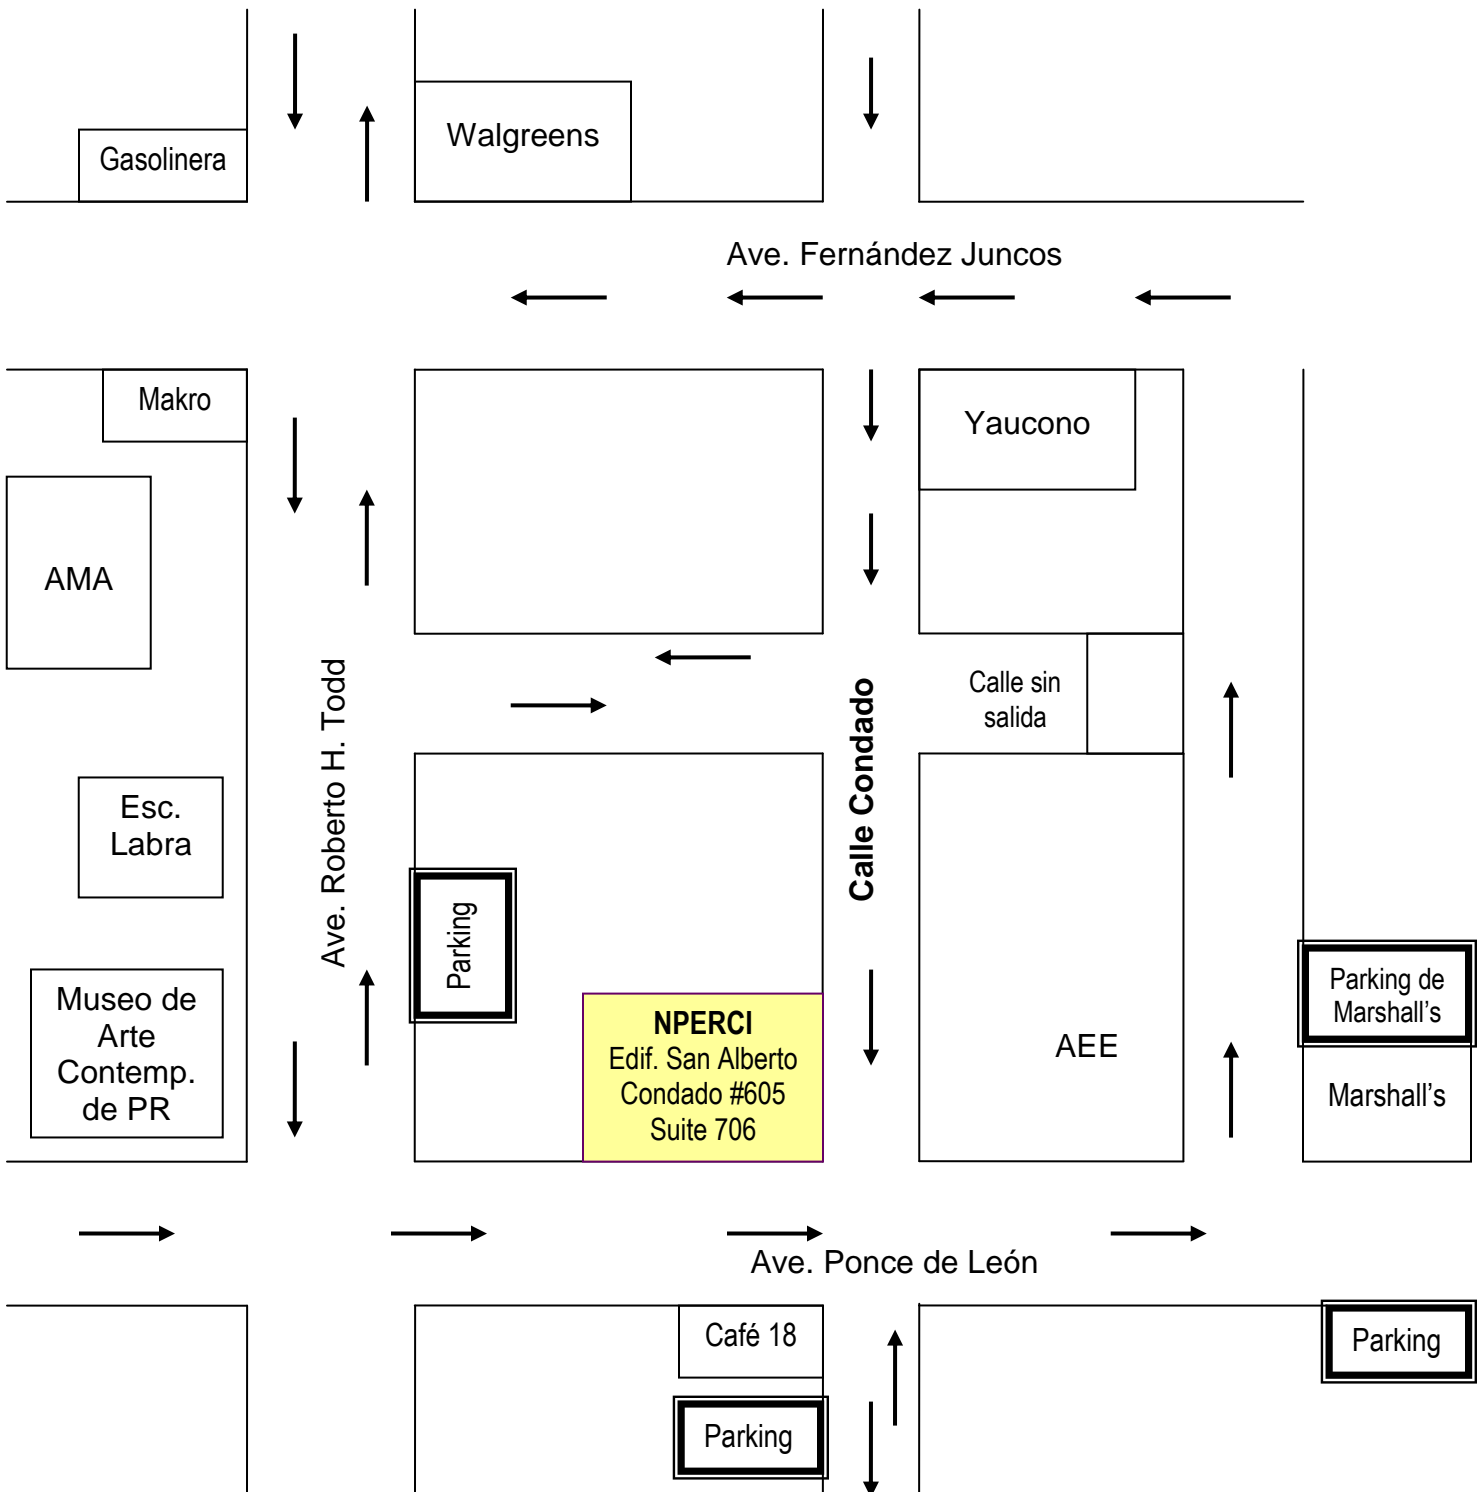 Walgreens
Gasolinera
Ave. Fernández Juncos
Makro
Yaucono
AMA
Ave. Roberto H. Todd
Calle Condado
Calle sin
salida
Esc.
Labra
Parking
Museo de
Arte
Contemp.
de PR
NPERCI
Edif. San Alberto
Condado #605
Suite 706
AEE
Parking de
Marshall's
Marshall's
Ave. Ponce de León
Café 18
Parking
Parking